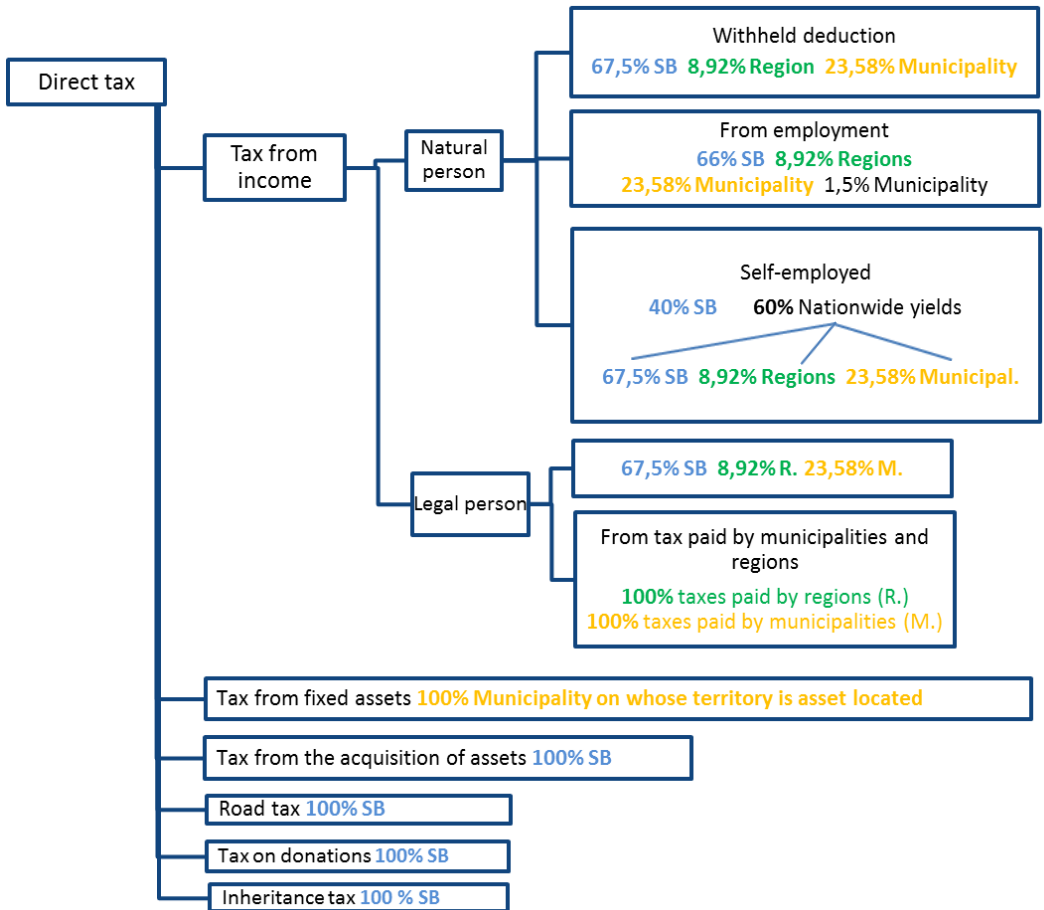 Direct tax
Tax from
income
Natural
person
Withheld deduction
67,5% SB 8,92% Region 23,58% Municipality
From employment
66% SB 8,92% Regions
23,58% Municipality 1,5% Municipality
Self-employed
40% SB 60% Nationwide yields
67,5% SB 8,92% Regions 23,58% Municipal.
Legal person
67,5% SB 8,92% R. 23,58% M.
From tax paid by municipalities and
regions
100% taxes paid by regions (R.)
100% taxes paid by municipalities (M.)
Tax from fixed assets 100% Municipality on whose territory is asset located
Tax from the acquisition of assets 100% SB
Road tax 100% SB
Tax on donations 100% SB
Inheritance tax 100 % SB